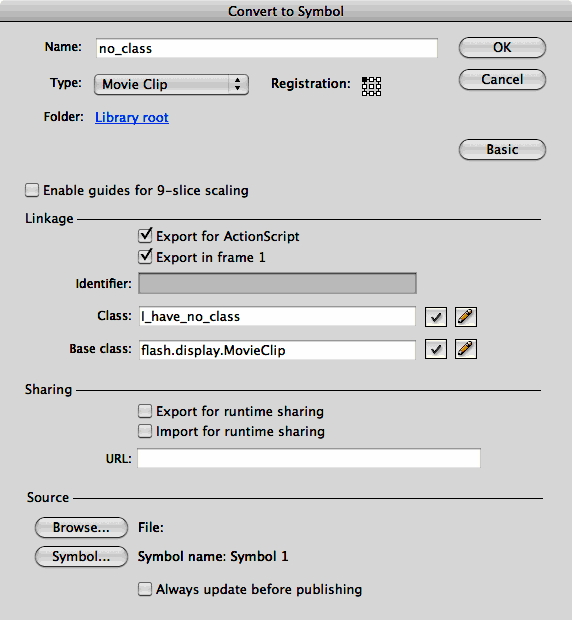 Convert to Symbol
Name: no_class OK
Type: Movie Clip Registration: Cancel
Folder: Library root
Basic
Enable guides for 9-slice scaling
Linkage
Export for ActionScript
Export in frame 1
Identifier:
Class: I_have_no_class
Base class: flash.display.MovieClip
Sharing
Export for runtime sharing
Import for runtime sharing
URL:
Source
Browse... File:
Symbol... Symbol name: Symbol 1
Always update before publishing